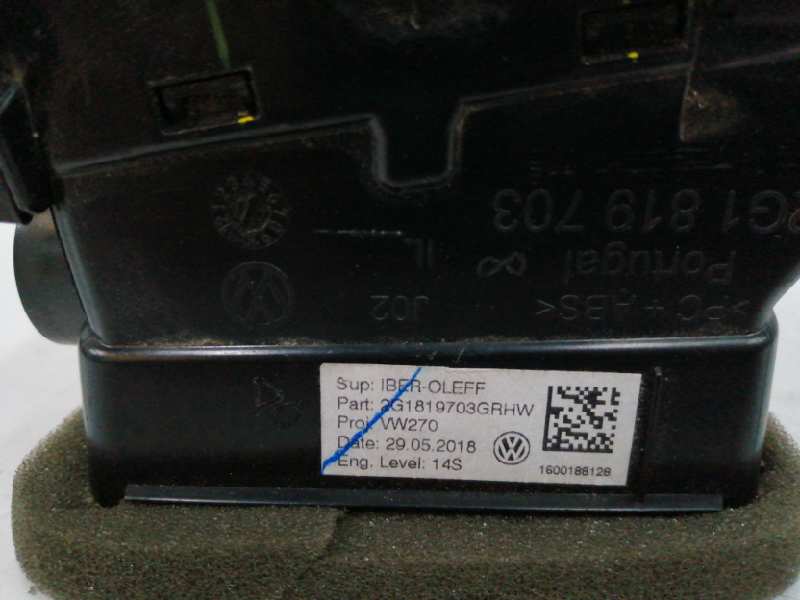 2G1 819 703
Portugal
>PC + ABS<
IL
J02
Sup: IBER-OLEFF
Part: 2G1819703GRHW
Proj: VW270
Date: 29.05.2018
Eng. Level: 14S
1600188128